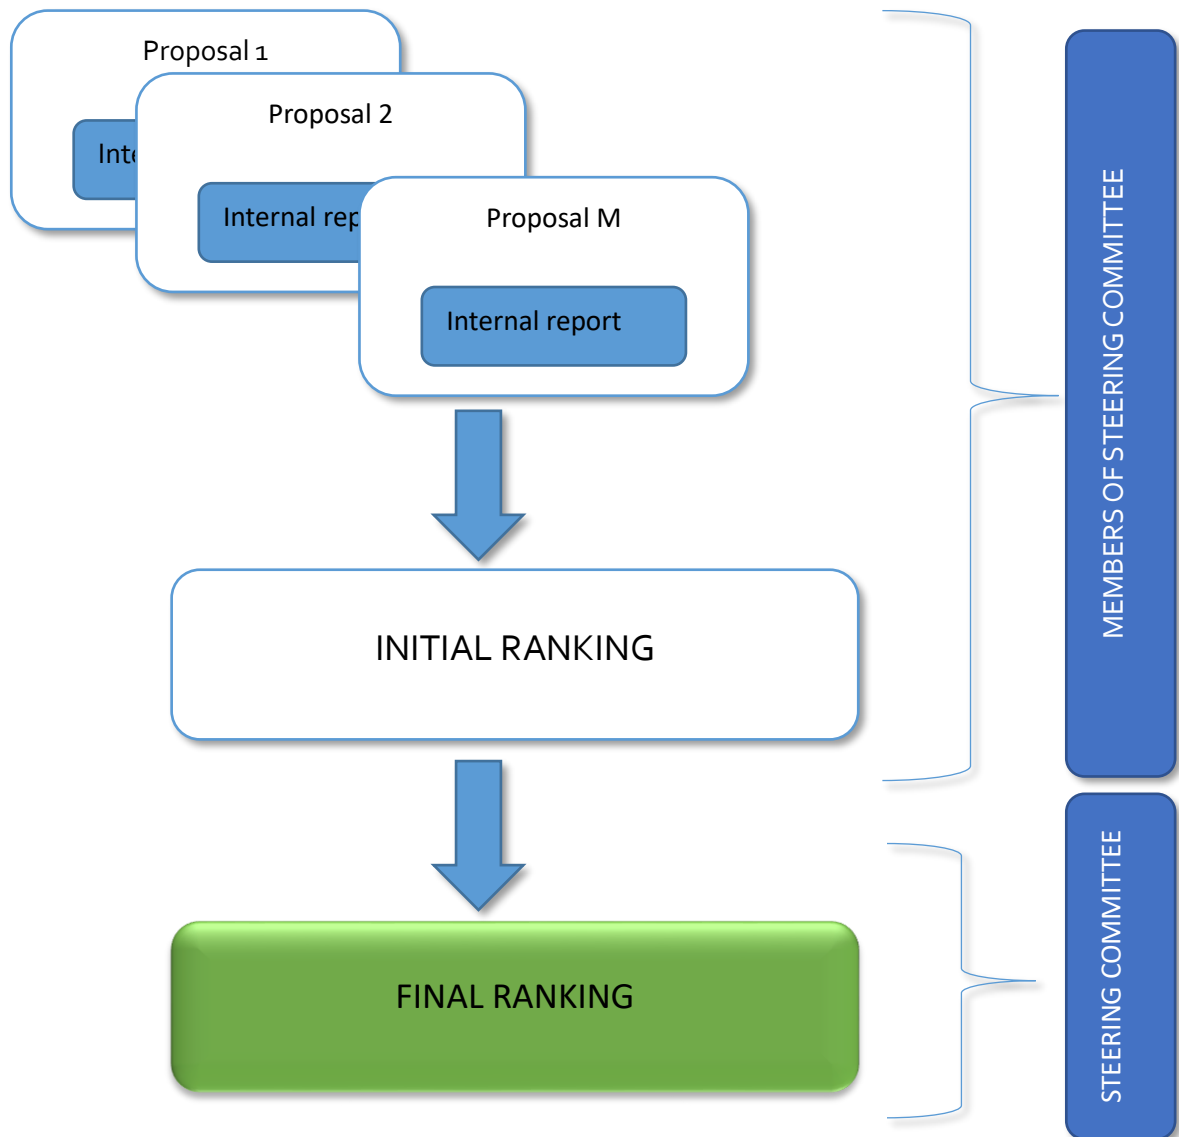 Proposal 1
Proposal 2
Internal rep
Proposal M
Internal report
INITIAL RANKING
FINAL RANKING
MEMBERS OF STEERING COMMITTEE
STEERING COMMITTEE